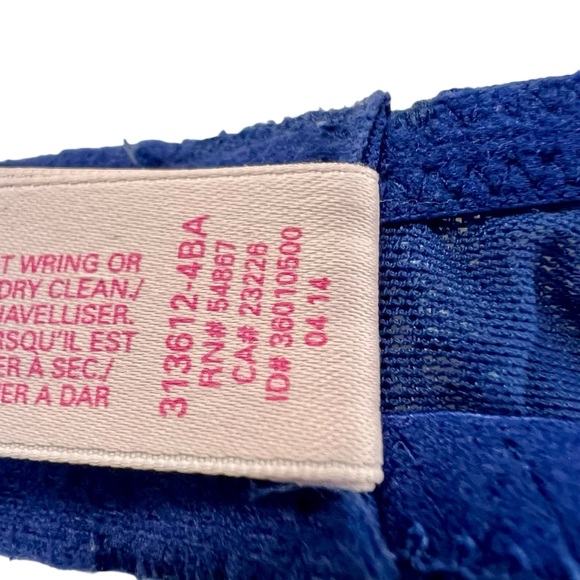 T WRING OR
DRY CLEAN./
AVELLISER.
RSQU'IL EST
ER À SEC./
ER A DAR
313612-4BA
RN# 54867
CA# 23226
ID# 36010500
04 14